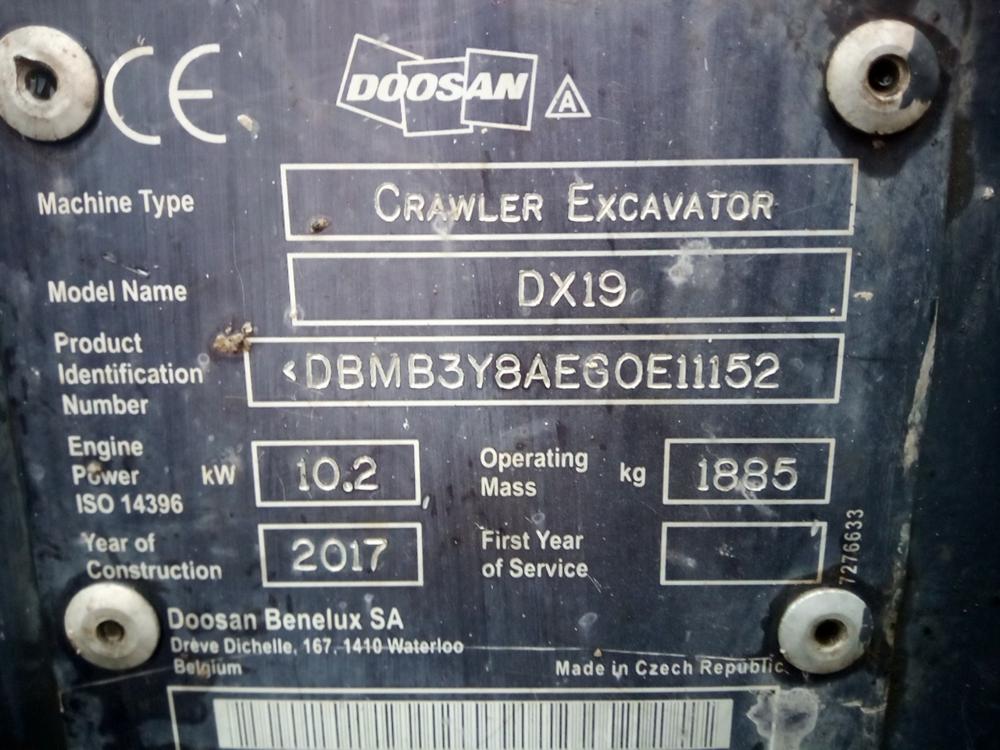 CE
DOOSAN A
Machine Type CRAWLER EXCAVATOR
Model Name DX19
Product
Identification
Number <DBMB3Y8AEG0E11152
Engine
Power kW 10.2
ISO 14396
Operating
Mass kg 1885
Year of
Construction 2017
First Year
of Service
7276633
Doosan Benelux SA
Drève Dichelle, 167, 1410 Waterloo
Belgium
Made in Czech Republic